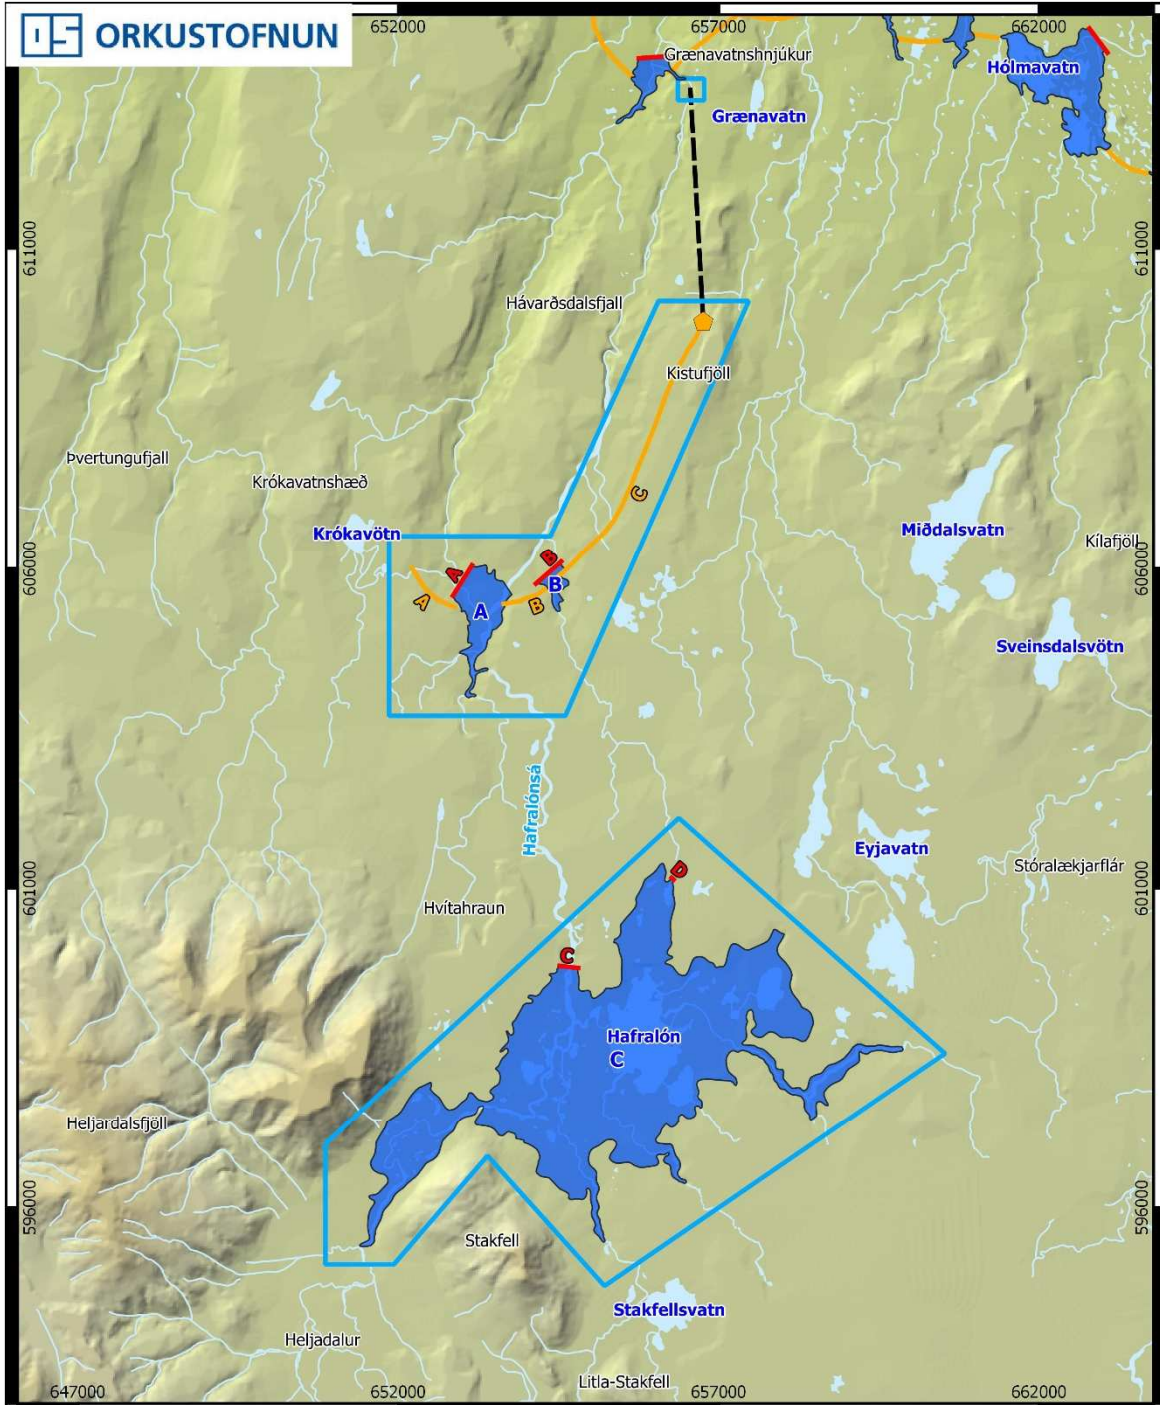 OS ORKUSTOFNUN
652000
657000
662000
Grænavatnshnjúkur
Hólmavatn
Grænavatn
611000
611000
Hávarðsdalsfjall
Kistufjöll
Þvertungufjall
Krókavatnshæð
C
Krókavötn
Miðdalsvatn
Kílafjöll
606000
606000
A
B
B
A
A
B
Sveinsdalsvötn
Hafralónsá
Eyjavatn
Stóralækjarflár
D
601000
601000
Hvítahraun
C
Hafralón
C
Heljardalsfjöll
596000
596000
Stakfell
Stakfellsvatn
Heljadalur
Litla-Stakfell
647000
652000
657000
662000